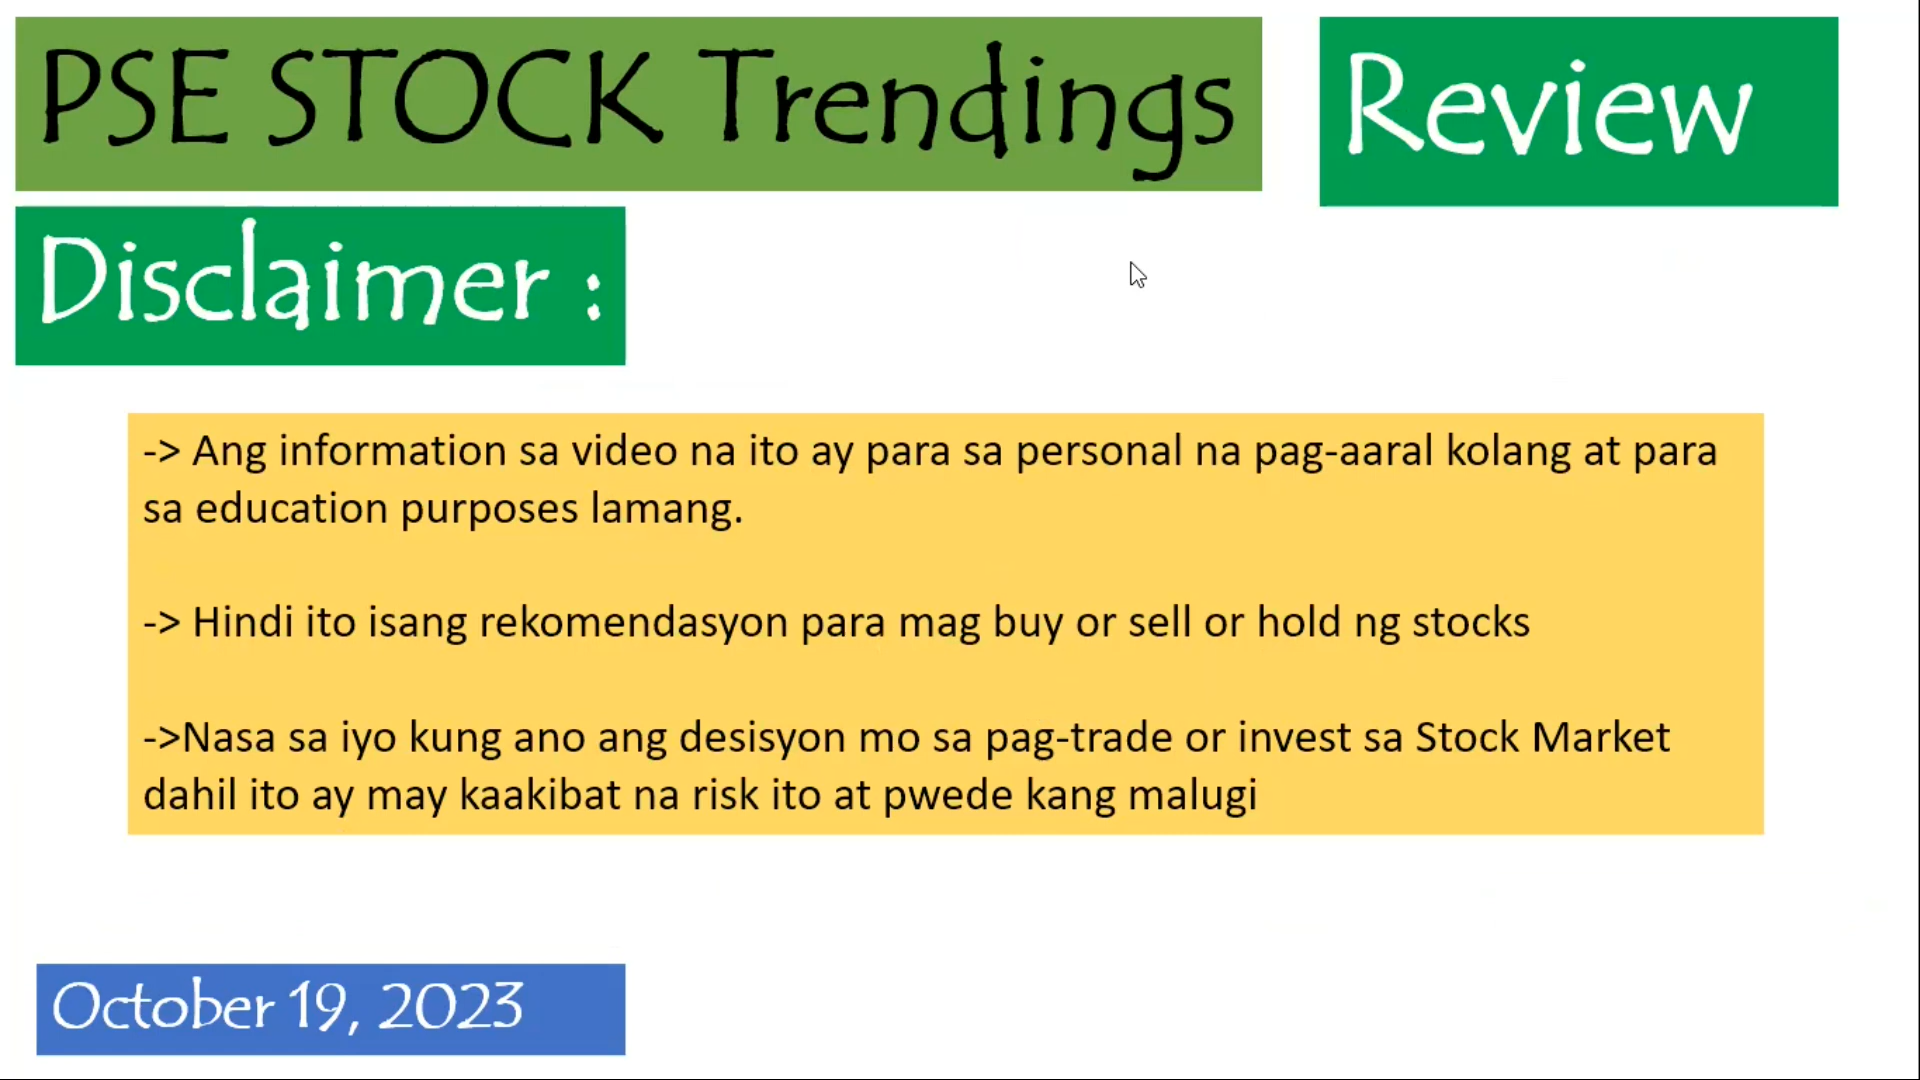 PSE STOCK Trendings
Review
Disclaimer :
-> Ang information sa video na ito ay para sa personal na pag-aaral kolang at para
sa education purposes lamang.
-> Hindi ito isang rekomendasyon para mag buy or sell or hold ng stocks
->Nasa sa iyo kung ano ang desisyon mo sa pag-trade or invest sa Stock Market
dahil ito ay may kaakibat na risk ito at pwede kang malugi
October 19, 2023